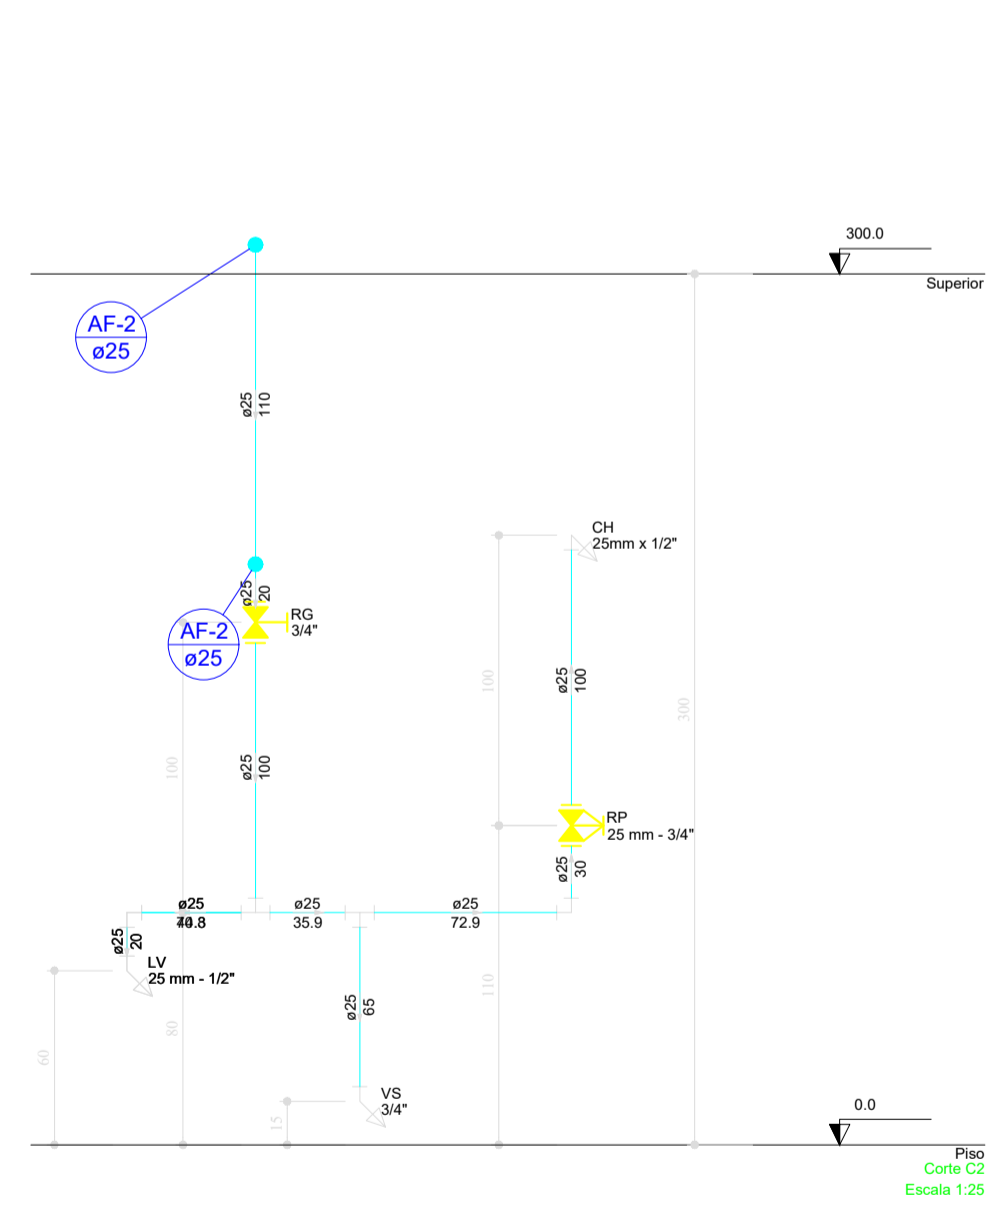 300.0
Superior
AF-2
ø25
ø25
110
CH
25mm x 1/2"
ø25
20
RG
3/4"
AF-2
ø25
100
ø25
100
300
100
ø25
100
RP
25 mm - 3/4"
ø25
30
ø25
ø25
35.9
ø25
72.9
ø25
20
LV
25 mm - 1/2"
ø25
65
110
80
60
VS
3/4"
15
0.0
Piso
Corte C2
Escala 1:25